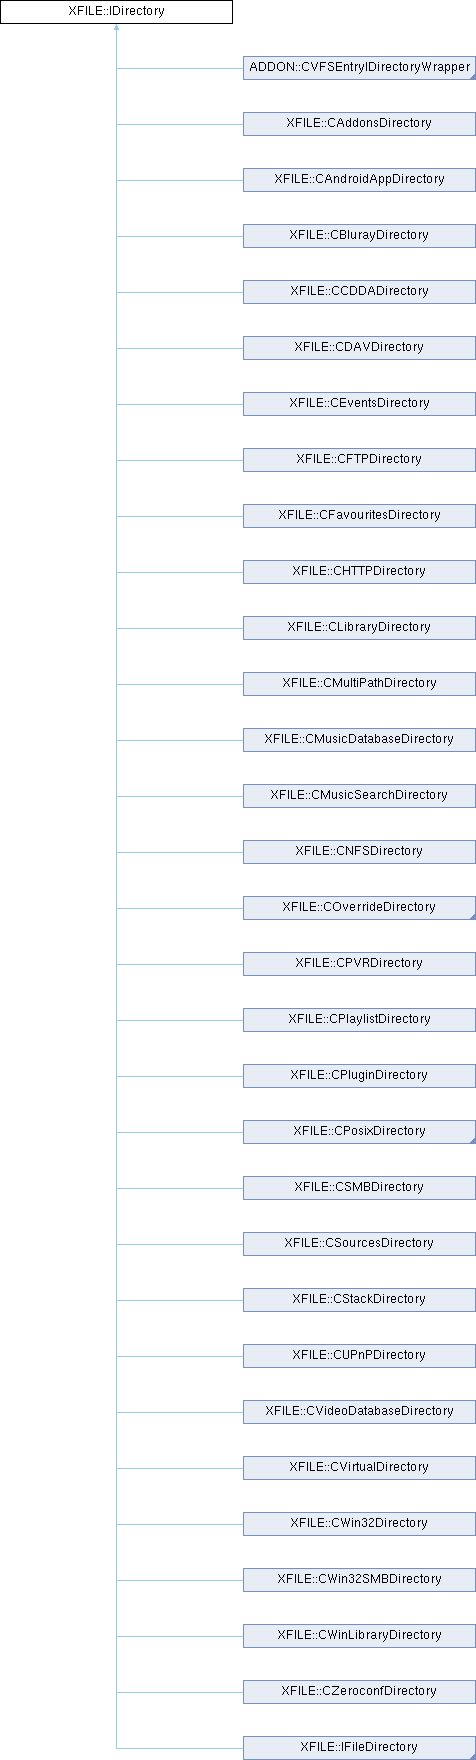 XFILE::IDirectory
ADDON::CVFSEntryIDirectoryWrapper
XFILE::CAddonsDirectory
XFILE::CAndroidAppDirectory
XFILE::CBlurayDirectory
XFILE::CCDDADirectory
XFILE::CDAVDirectory
XFILE::CEventsDirectory
XFILE::CFTPDirectory
XFILE::CFavouritesDirectory
XFILE::CHTTPDirectory
XFILE::CLibraryDirectory
XFILE::CMultiPathDirectory
XFILE::CMusicDatabaseDirectory
XFILE::CMusicSearchDirectory
XFILE::CNFSDirectory
XFILE::COverrideDirectory
XFILE::CPVRDirectory
XFILE::CPlaylistDirectory
XFILE::CPluginDirectory
XFILE::CPosixDirectory
XFILE::CSMBDirectory
XFILE::CSourcesDirectory
XFILE::CStackDirectory
XFILE::CUPnPDirectory
XFILE::CVideoDatabaseDirectory
XFILE::CVirtualDirectory
XFILE::CWin32Directory
XFILE::CWin32SMBDirectory
XFILE::CWinLibraryDirectory
XFILE::CZeroconfDirectory
XFILE::IFileDirectory